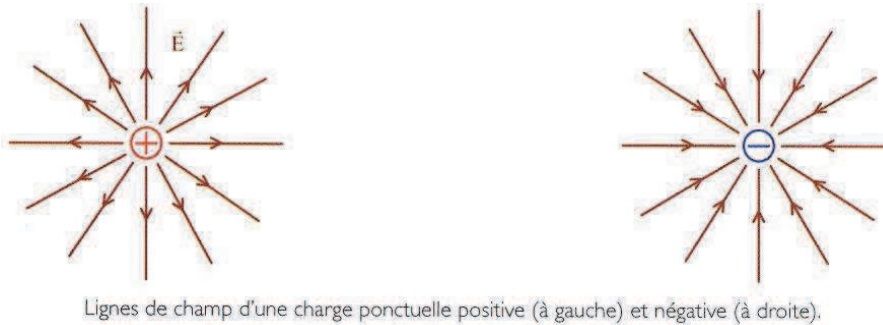 Ē
+
−
Lignes de champ d'une charge ponctuelle positive (à gauche) et négative (à droite).